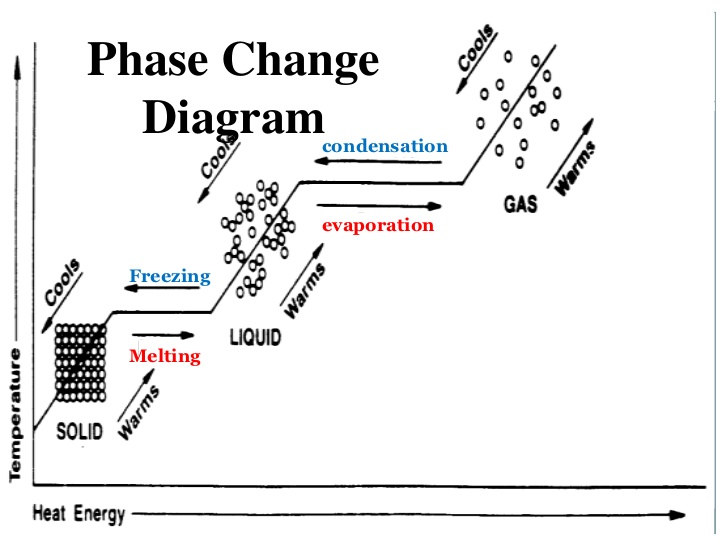 Phase Change
Diagram
Cools
condensation
Cools
Warms
GAS
evaporation
Freezing
Cools
Warms
LIQUID
Melting
Warms
SOLID
Temperature
Heat Energy